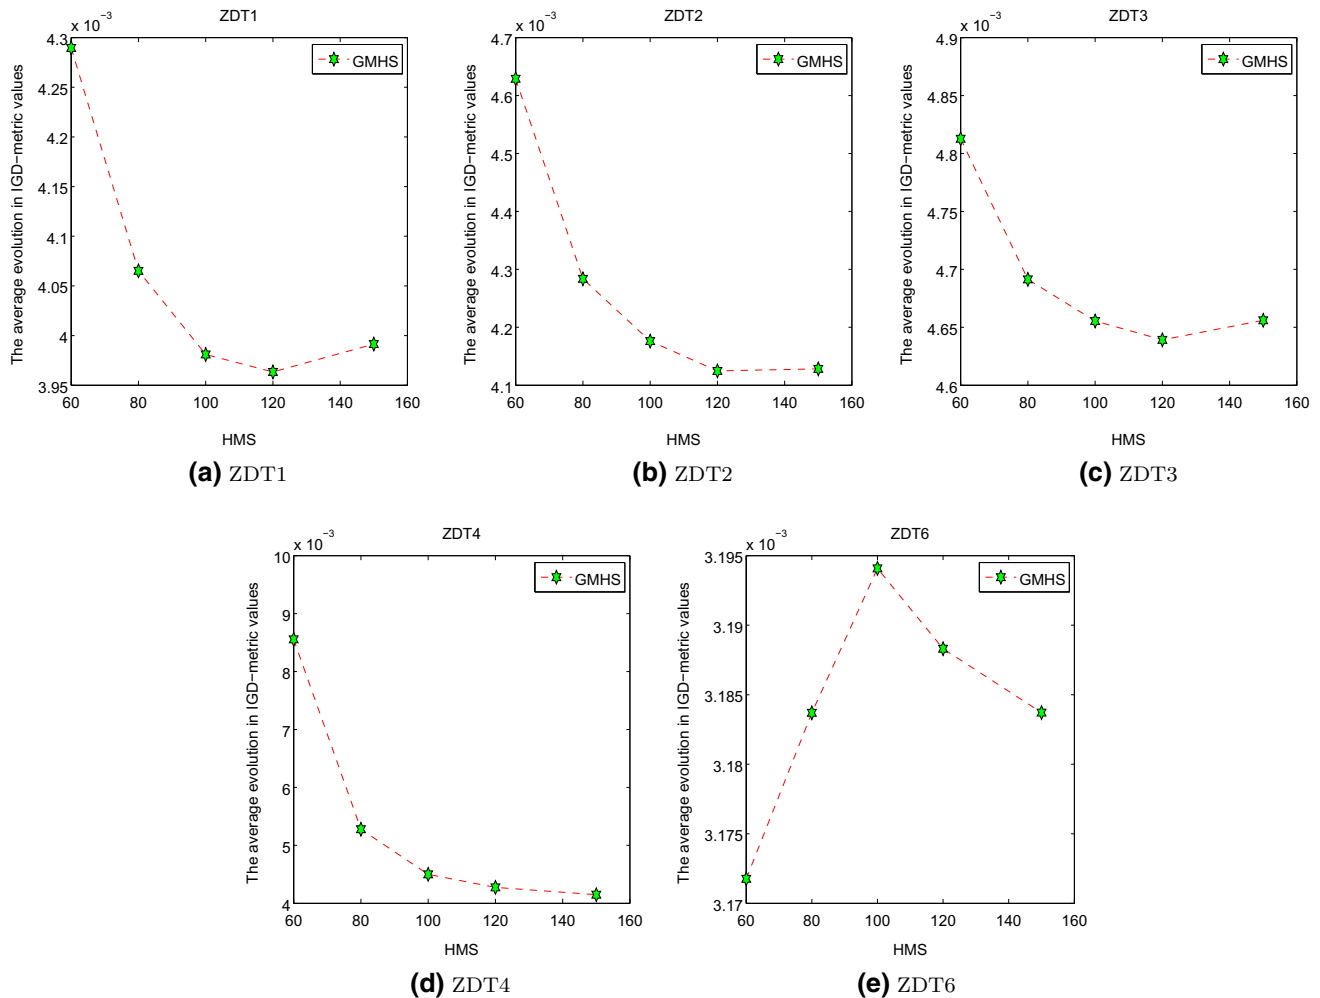 x 10⁻³
ZDT1
GMHS
The average evolution in IGD−metric values
4.3
4.25
4.2
4.15
4.1
4.05
4
3.95
60 80 100 120 140 160
HMS
(a) ZDT1
x 10⁻³
ZDT2
GMHS
The average evolution in IGD−metric values
4.7
4.6
4.5
4.4
4.3
4.2
4.1
60 80 100 120 140 160
HMS
(b) ZDT2
x 10⁻³
ZDT3
GMHS
The average evolution in IGD−metric values
4.9
4.85
4.8
4.75
4.7
4.65
4.6
60 80 100 120 140 160
HMS
(c) ZDT3
x 10⁻³
ZDT4
GMHS
The average evolution in IGD−metric values
10
9
8
7
6
5
4
60 80 100 120 140 160
HMS
(d) ZDT4
x 10⁻³
ZDT6
GMHS
The average evolution in IGD−metric values
3.195
3.19
3.185
3.18
3.175
3.17
60 80 100 120 140 160
HMS
(e) ZDT6